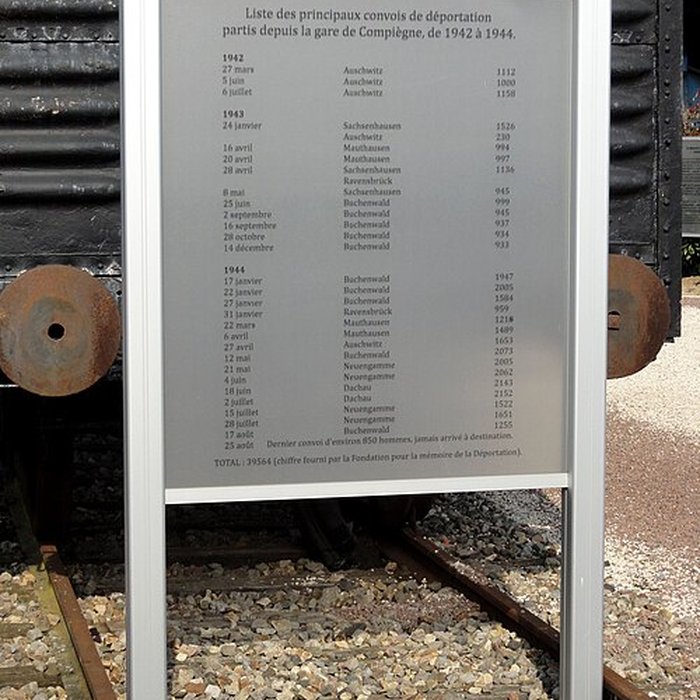 Liste des principaux convois de déportation
partis depuis la gare de Compiègne, de 1942 à 1944.
1942
27 mars Auschwitz 1112
5 juin Auschwitz 1000
6 juillet Auschwitz 1158
1943
24 janvier Sachsenhausen 1526
Auschwitz 230
16 avril Mauthausen 994
20 avril Mauthausen 997
28 avril Sachsenhausen 1136
Ravensbrück
8 mai Sachsenhausen 945
25 juin Buchenwald 999
2 septembre Buchenwald 945
16 septembre Buchenwald 937
28 octobre Buchenwald 934
14 décembre Buchenwald 933
1944
17 janvier Buchenwald 1947
22 janvier Buchenwald 2005
27 janvier Buchenwald 1584
31 janvier Ravensbrück 959
22 mars Mauthausen 1218
6 avril Mauthausen 1489
27 avril Auschwitz 1653
12 mai Buchenwald 2073
21 mai Neuengamme 2005
4 juin Neuengamme 2062
18 juin Dachau 2143
2 juillet Dachau 2152
15 juillet Neuengamme 1522
28 juillet Neuengamme 1651
17 août Buchenwald 1255
25 août Dernier convoi d'environ 850 hommes, jamais arrivé à destination.
TOTAL : 39564 (chiffre fourni par la Fondation pour la mémoire de la Déportation).